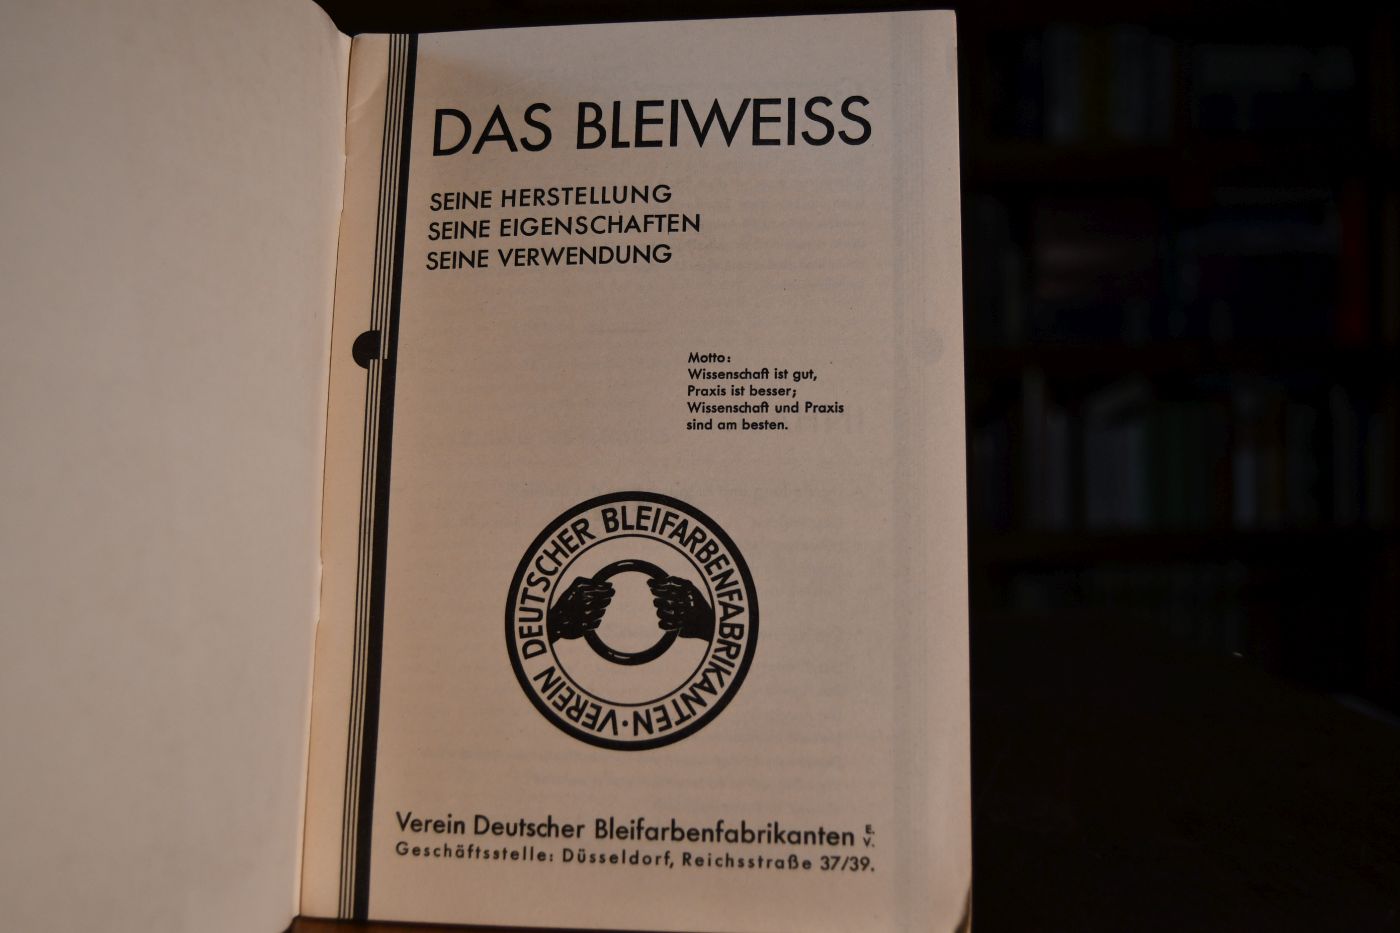 DAS BLEIWEISS
SEINE HERSTELLUNG
SEINE EIGENSCHAFTEN
SEINE VERWENDUNG
Motto:
Wissenschaft ist gut,
Praxis ist besser;
Wissenschaft und Praxis
sind am besten.
VEREIN DEUTSCHER BLEIFARBENFABRIKANTEN ·
Verein Deutscher Bleifarbenfabrikanten E. V.
Geschäftsstelle: Düsseldorf, Reichsstraße 37/39.